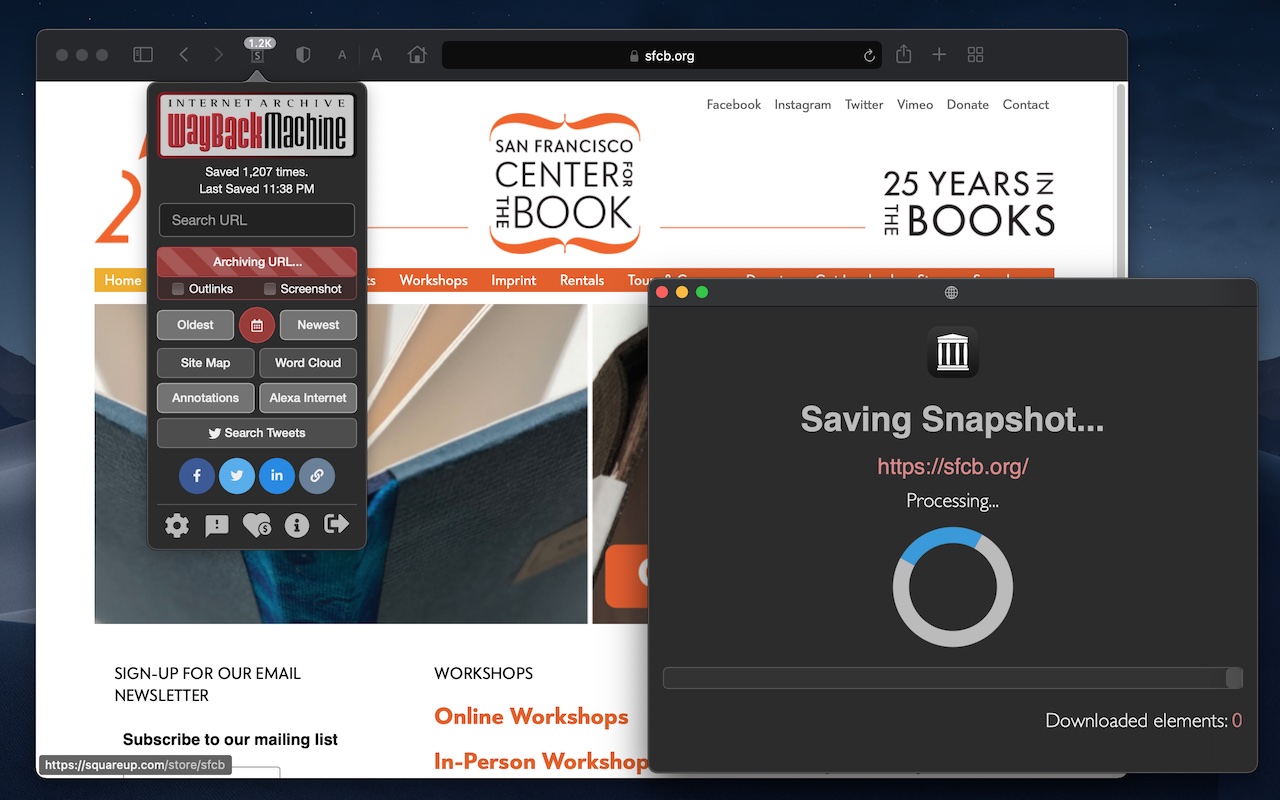 1.2K
S
A
A
sfcb.org
Facebook Instagram Twitter Vimeo Donate Contact
INTERNET ARCHIVE
WayBackMachine
Saved 1,207 times.
Last Saved 11:38 PM
Search URL
Archiving URL...
Outlinks Screenshot
Oldest Newest
Site Map Word Cloud
Annotations Alexa Internet
Search Tweets
f in
2
SAN FRANCISCO
CENTER FOR
THE BOOK
25 YEARS IN
THE BOOKS
Home Workshops Imprint Rentals
SIGN-UP FOR OUR EMAIL
NEWSLETTER
Subscribe to our mailing list
WORKSHOPS
Online Workshops
In-Person Workshop
https://squareup.com/store/sfcb
Saving Snapshot...
https://sfcb.org/
Processing...
Downloaded elements: 0